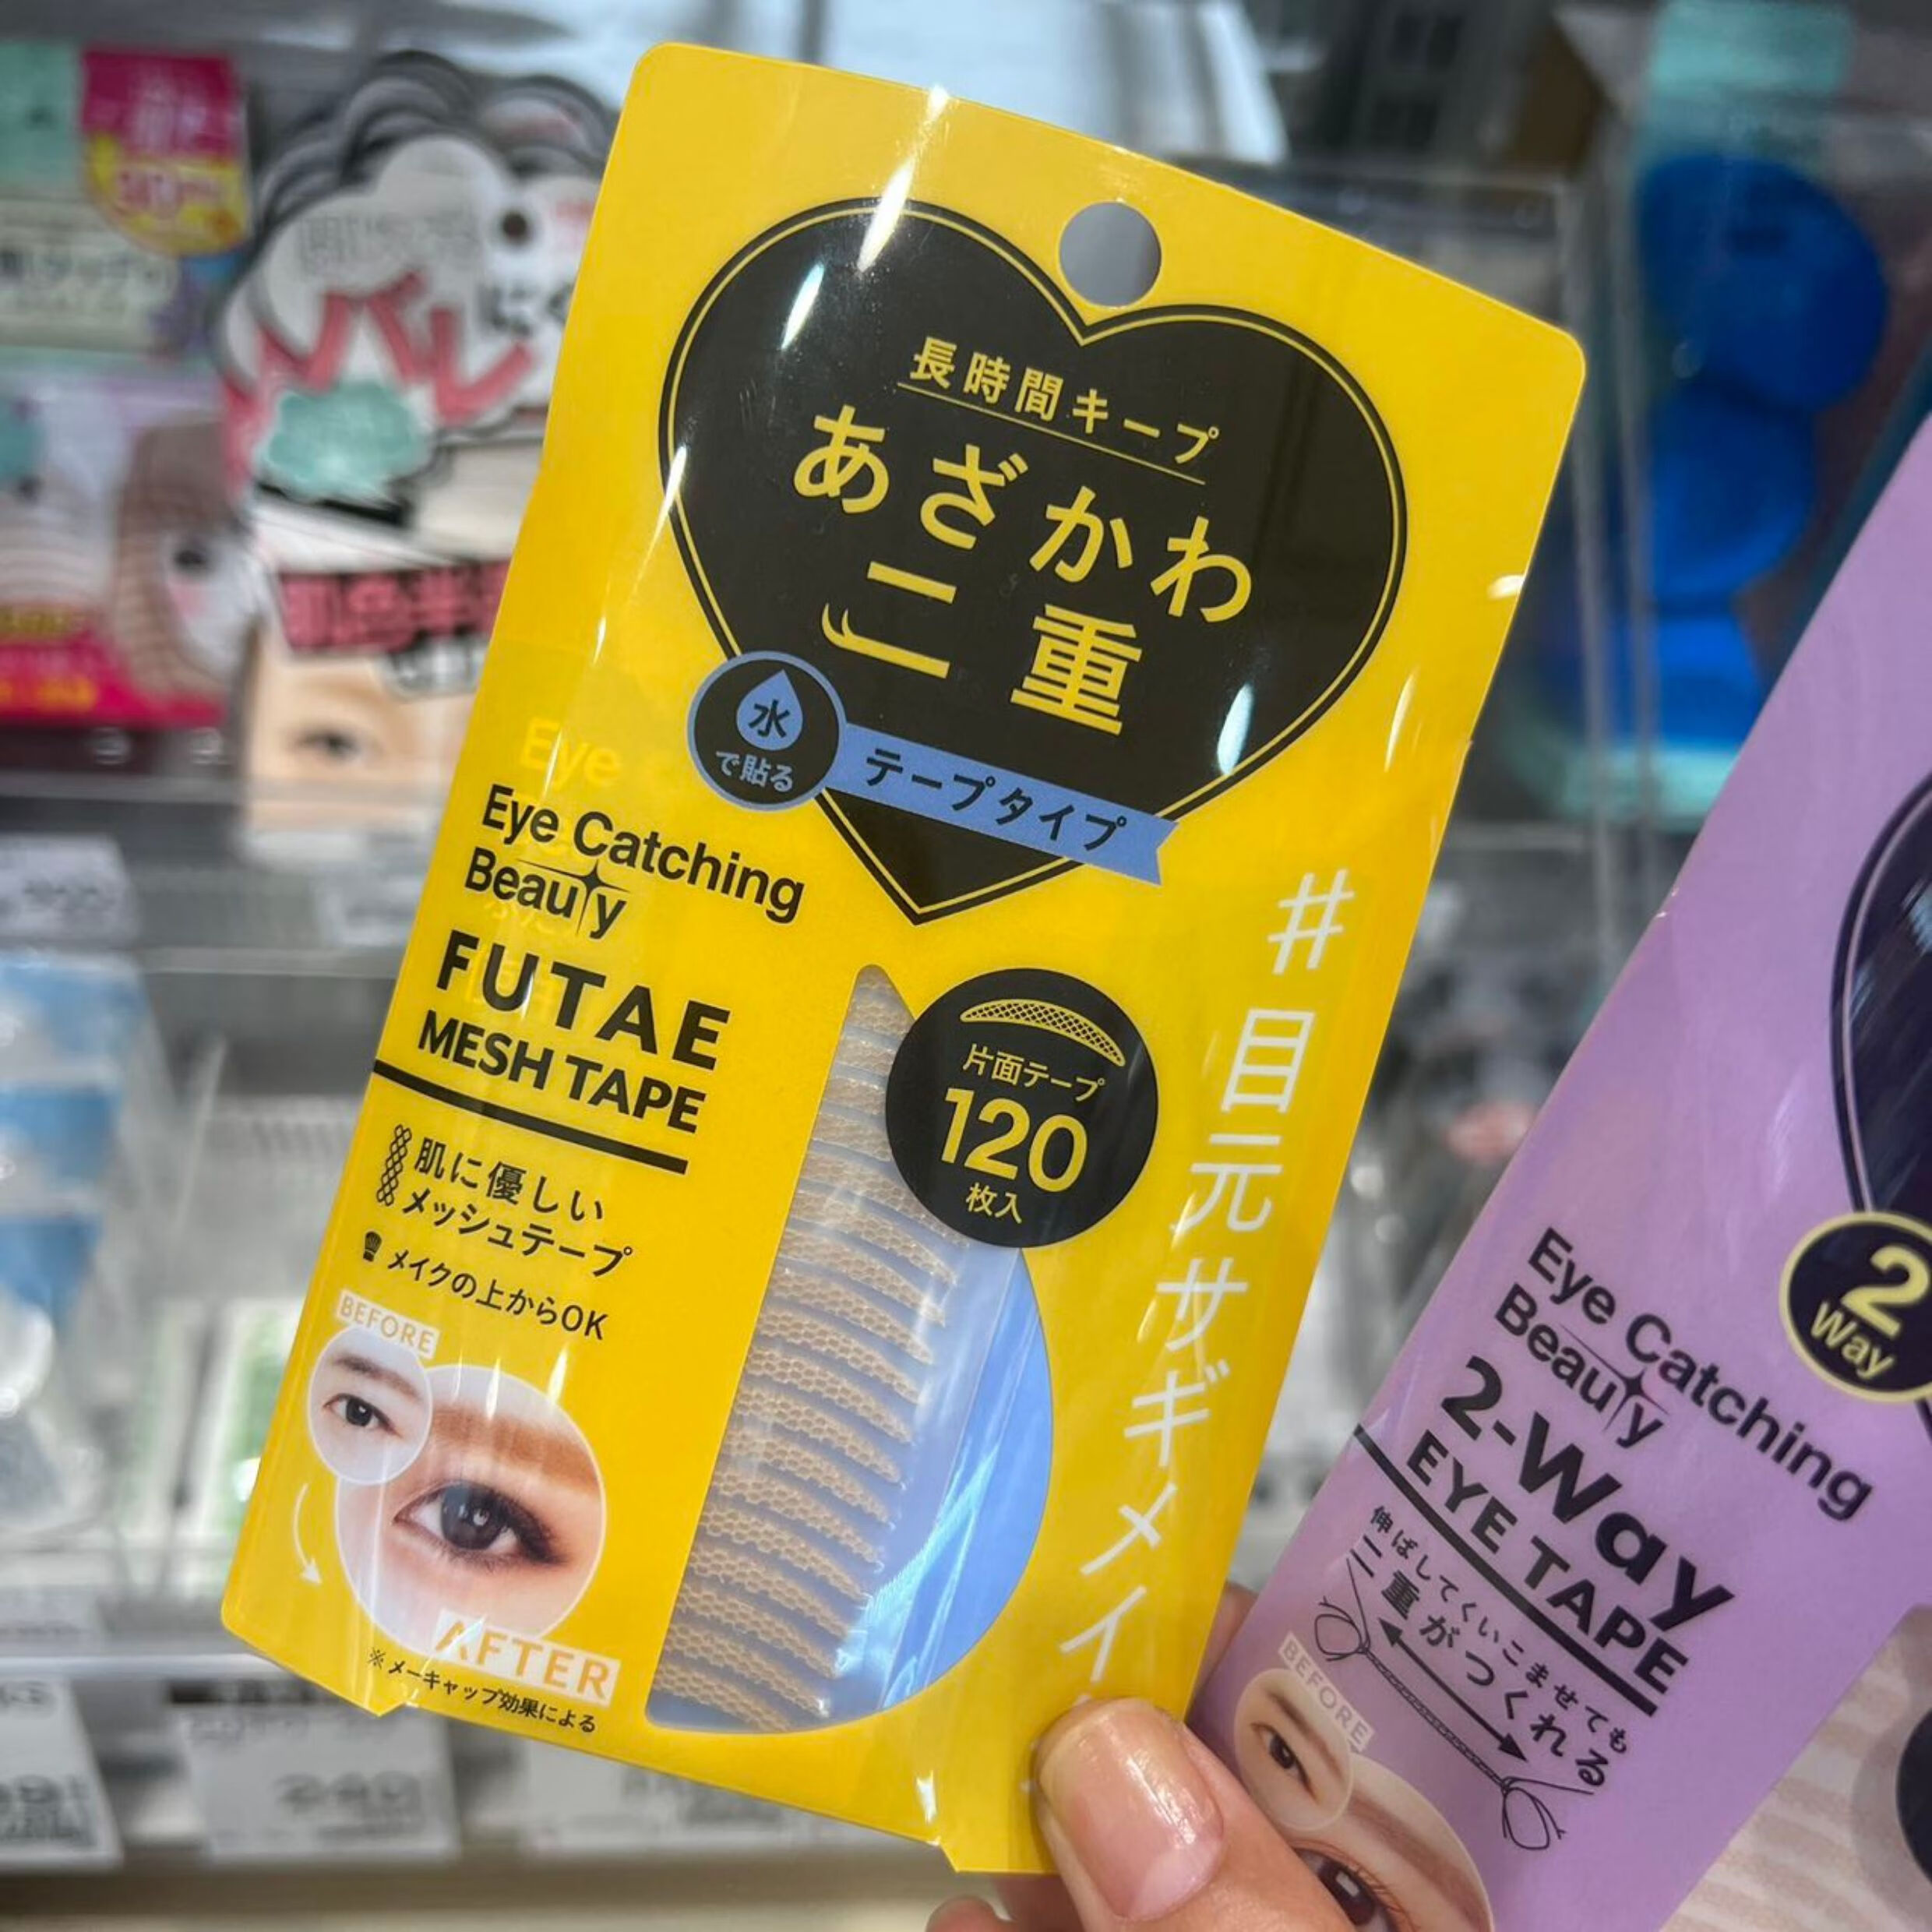 長時間キープ
あざかわ
二重
水
で貼る
テープタイプ
Eye
Eye Catching
Beauty
FUTAE
MESH TAPE
肌に優しい
メッシュテープ
メイクの上からOK
BEFORE
AFTER
※メーキャップ効果による
片面テープ
120
枚入
#目元サギメイ
2
Way
Eye Catching
Beauty
2-Way
EYE TAPE
伸ばしてくいこませても
二重がつくれる
BEFORE
バレ
にく